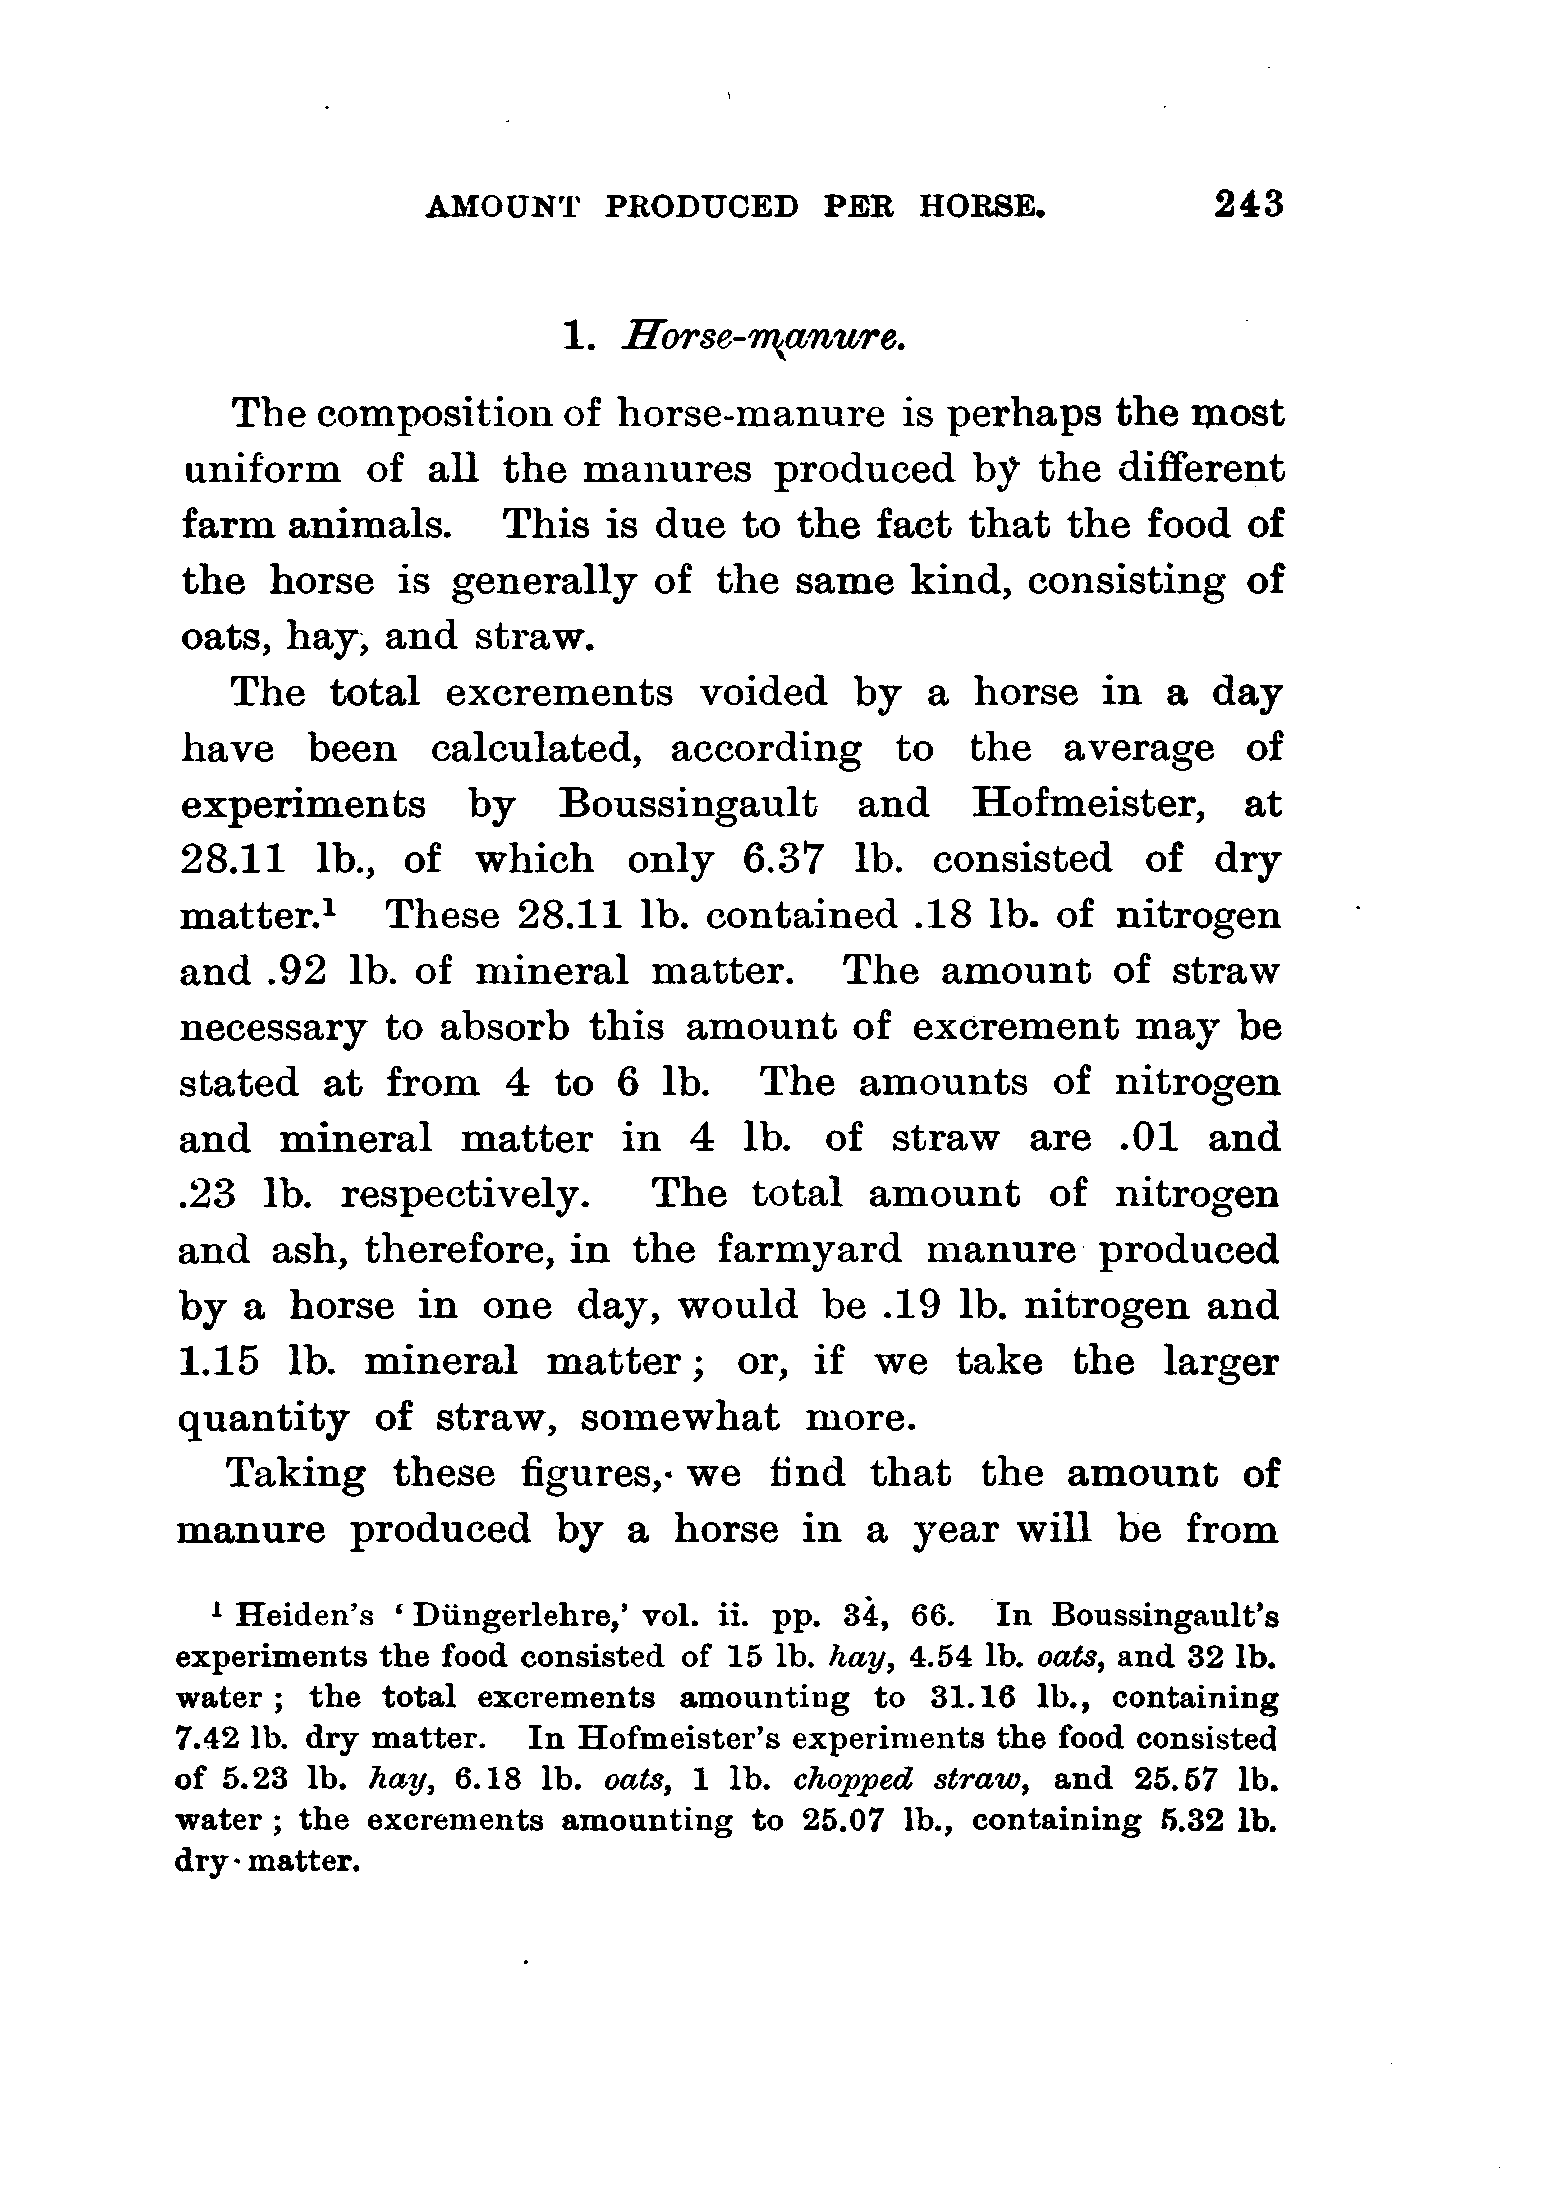 AMOUNT PRODUCED PER HORSE. 243
1. Horse-manure.
The composition of horse-manure is perhaps the most
uniform of all the manures produced by the different
farm animals. This is due to the fact that the food of
the horse is generally of the same kind, consisting of
oats, hay, and straw.
The total excrements voided by a horse in a day
have been calculated, according to the average of
experiments by Boussingault and Hofmeister, at
28.11 lb., of which only 6.37 lb. consisted of dry
matter.¹ These 28.11 lb. contained .18 lb. of nitrogen
and .92 lb. of mineral matter. The amount of straw
necessary to absorb this amount of excrement may be
stated at from 4 to 6 lb. The amounts of nitrogen
and mineral matter in 4 lb. of straw are .01 and
.23 lb. respectively. The total amount of nitrogen
and ash, therefore, in the farmyard manure produced
by a horse in one day, would be .19 lb. nitrogen and
1.15 lb. mineral matter; or, if we take the larger
quantity of straw, somewhat more.
Taking these figures, we find that the amount of
manure produced by a horse in a year will be from
¹ Heiden's ‘Düngerlehre,’ vol. ii. pp. 34, 66. In Boussingault's
experiments the food consisted of 15 lb. hay, 4.54 lb. oats, and 32 lb.
water; the total excrements amounting to 31.16 lb., containing
7.42 lb. dry matter. In Hofmeister's experiments the food consisted
of 5.23 lb. hay, 6.18 lb. oats, 1 lb. chopped straw, and 25.57 lb.
water; the excrements amounting to 25.07 lb., containing 5.32 lb.
dry matter.